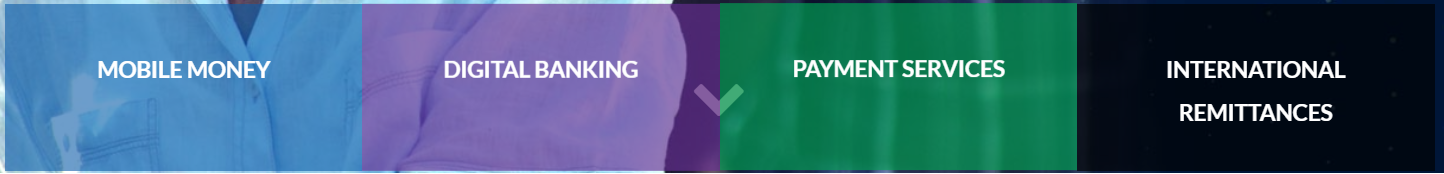 MOBILE MONEY
DIGITAL BANKING
PAYMENT SERVICES
INTERNATIONAL
REMITTANCES